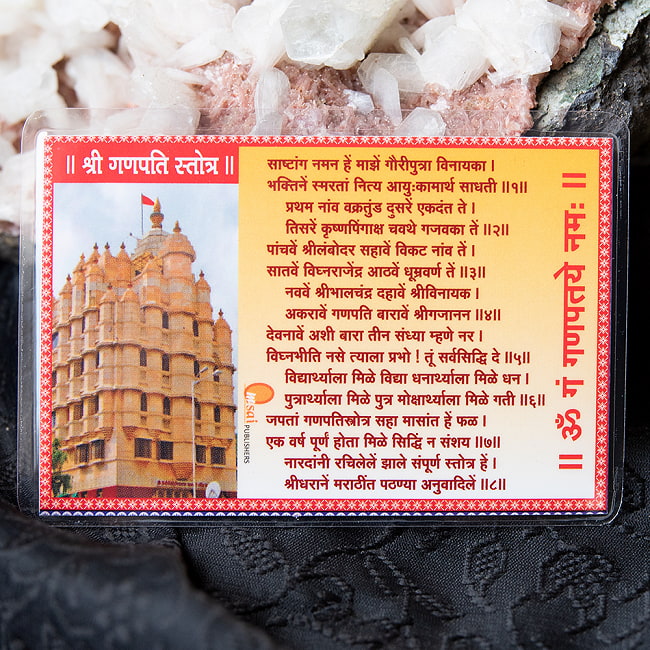 ॥ श्री गणपति स्तोत्र ॥
साष्टांग नमन हें माझें गौरीपुत्रा विनायका ।
भक्तिनें स्मरतां नित्य आयुःकामार्थ साधती ॥१॥
प्रथम नांव वक्रतुंड दुसरें एकदंत ते ।
तिसरें कृष्णपिंगाक्ष चवथे गजवका तें ॥२॥
पांचवें श्रीलंबोदर सहावें विकट नांव तें ।
सातवें विघ्नराजेंद्र आठवें धूम्रवर्ण तें ॥३॥
नववें श्रीभालचंद्र दहावें श्रीविनायक ।
अकरावें गणपति बारावें श्रीगजानन ॥४॥
देवनावें अशी बारा तीन संध्या म्हणे नर ।
विघ्नभीति नसे त्याला प्रभो ! तूं सर्वसिद्धि दे ॥५॥
विद्यार्थ्याला मिळे विद्या धनार्थ्याला मिळे धन ।
पुत्रार्थ्याला मिळे पुत्र मोक्षार्थ्याला मिळे गती ॥६॥
जपतां गणपतिस्त्रोत्र सहा मासांत हें फळ ।
एक वर्ष पूर्ण होता मिळे सिद्धिं न संशय ॥७॥
नारदांनी रचिलेलें झाले संपूर्ण स्तोत्र हें ।
श्रीधरानें मराठींत पठण्या अनुवादिलें ॥८॥
॥ ॐ गं गणपतये नमः ॥
PUBLISHERS